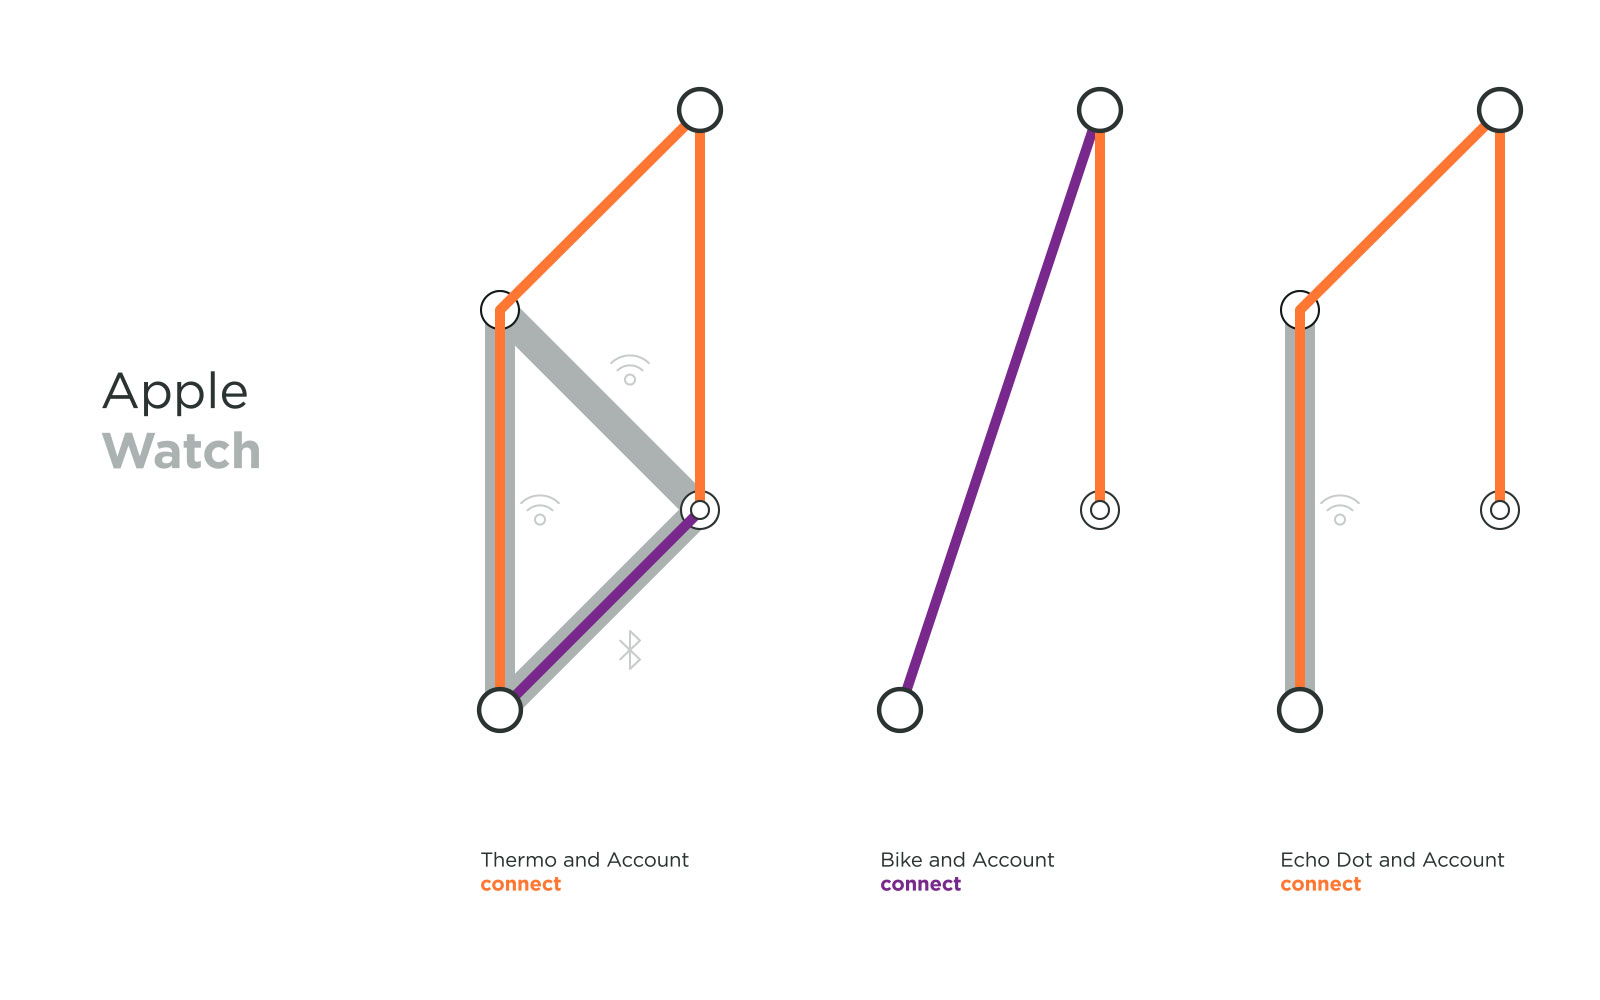 Apple
Watch
Thermo and Account
connect
Bike and Account
connect
Echo Dot and Account
connect